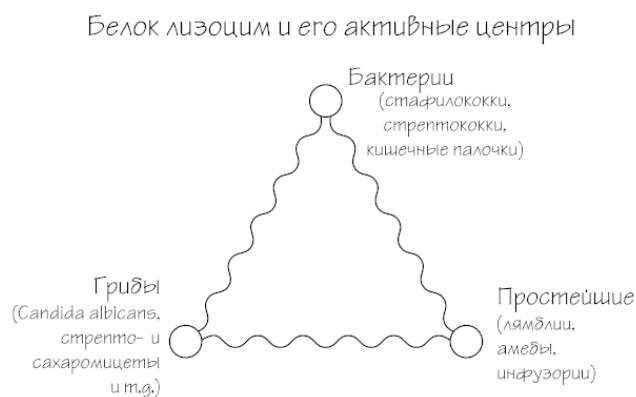 Белок лизоцим и его активные центры
Бактерии
(стафилококки,
стрептококки,
кишечные палочки)
Грибы
(Candida albicans,
стрепто- и
сахаромицеты
и т.д.)
Простейшие
(лямблии,
амебы,
инфузории)